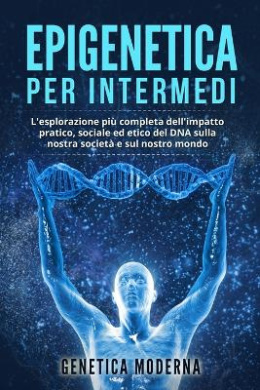 EPIGENETICA
PER INTERMEDI
L'esplorazione più completa dell'impatto
pratico, sociale ed etico del DNA sulla
nostra società e sul nostro mondo
GENETICA MODERNA